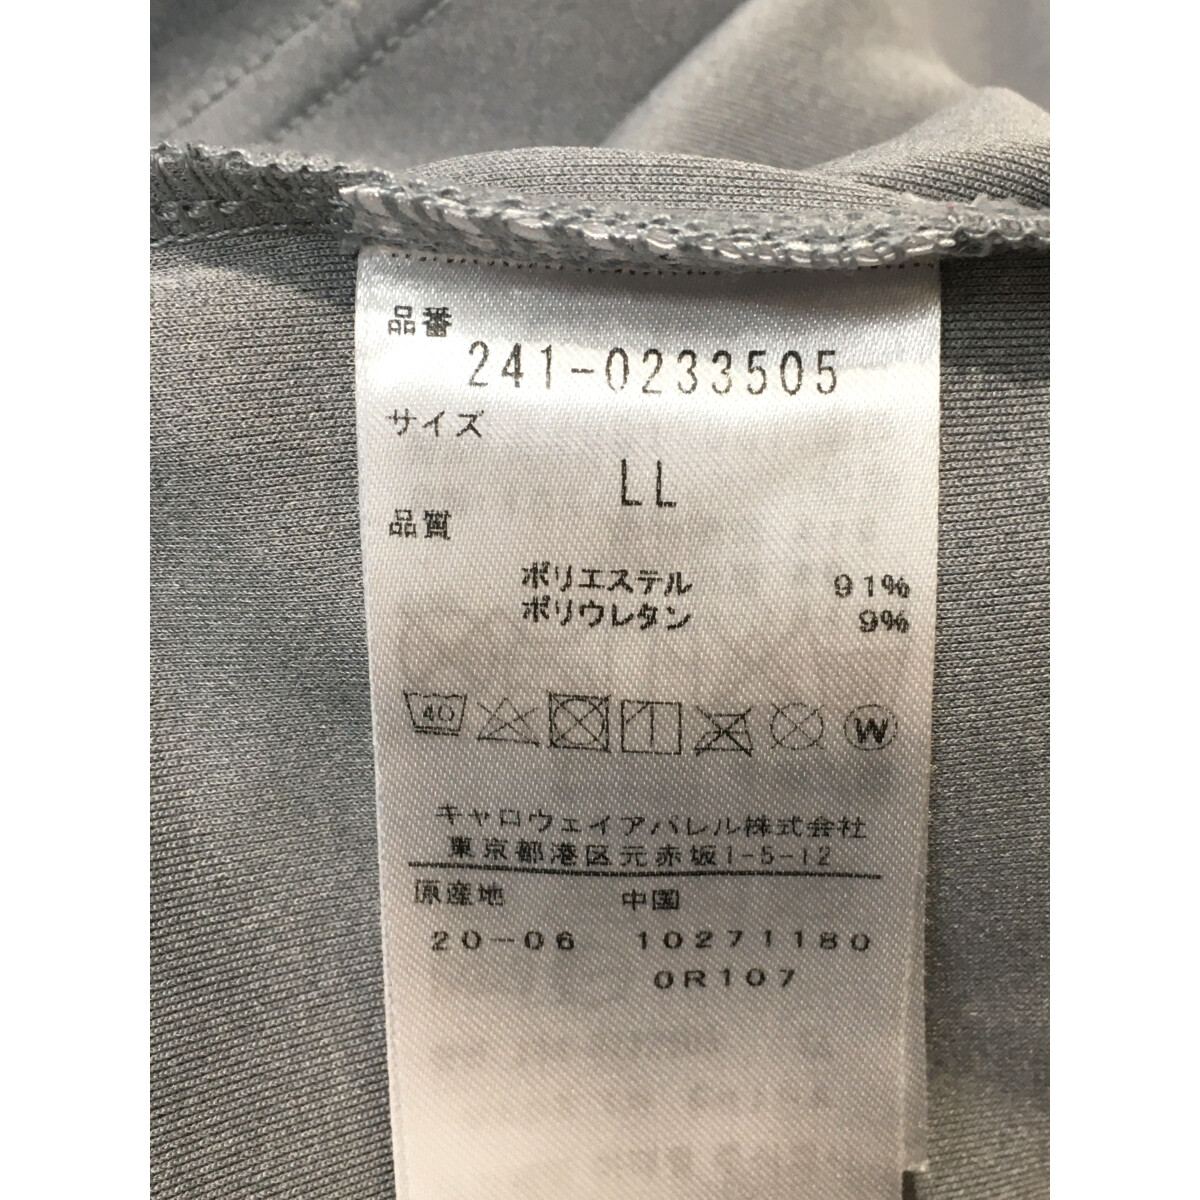 品番
241-0233505
サイズ
LL
品質
ポリエステル 91%
ポリウレタン 9%
40 W
キャロウェイアパレル株式会社
東京都港区元赤坂1-5-12
原産地 中国
20-06 10271180
0R107